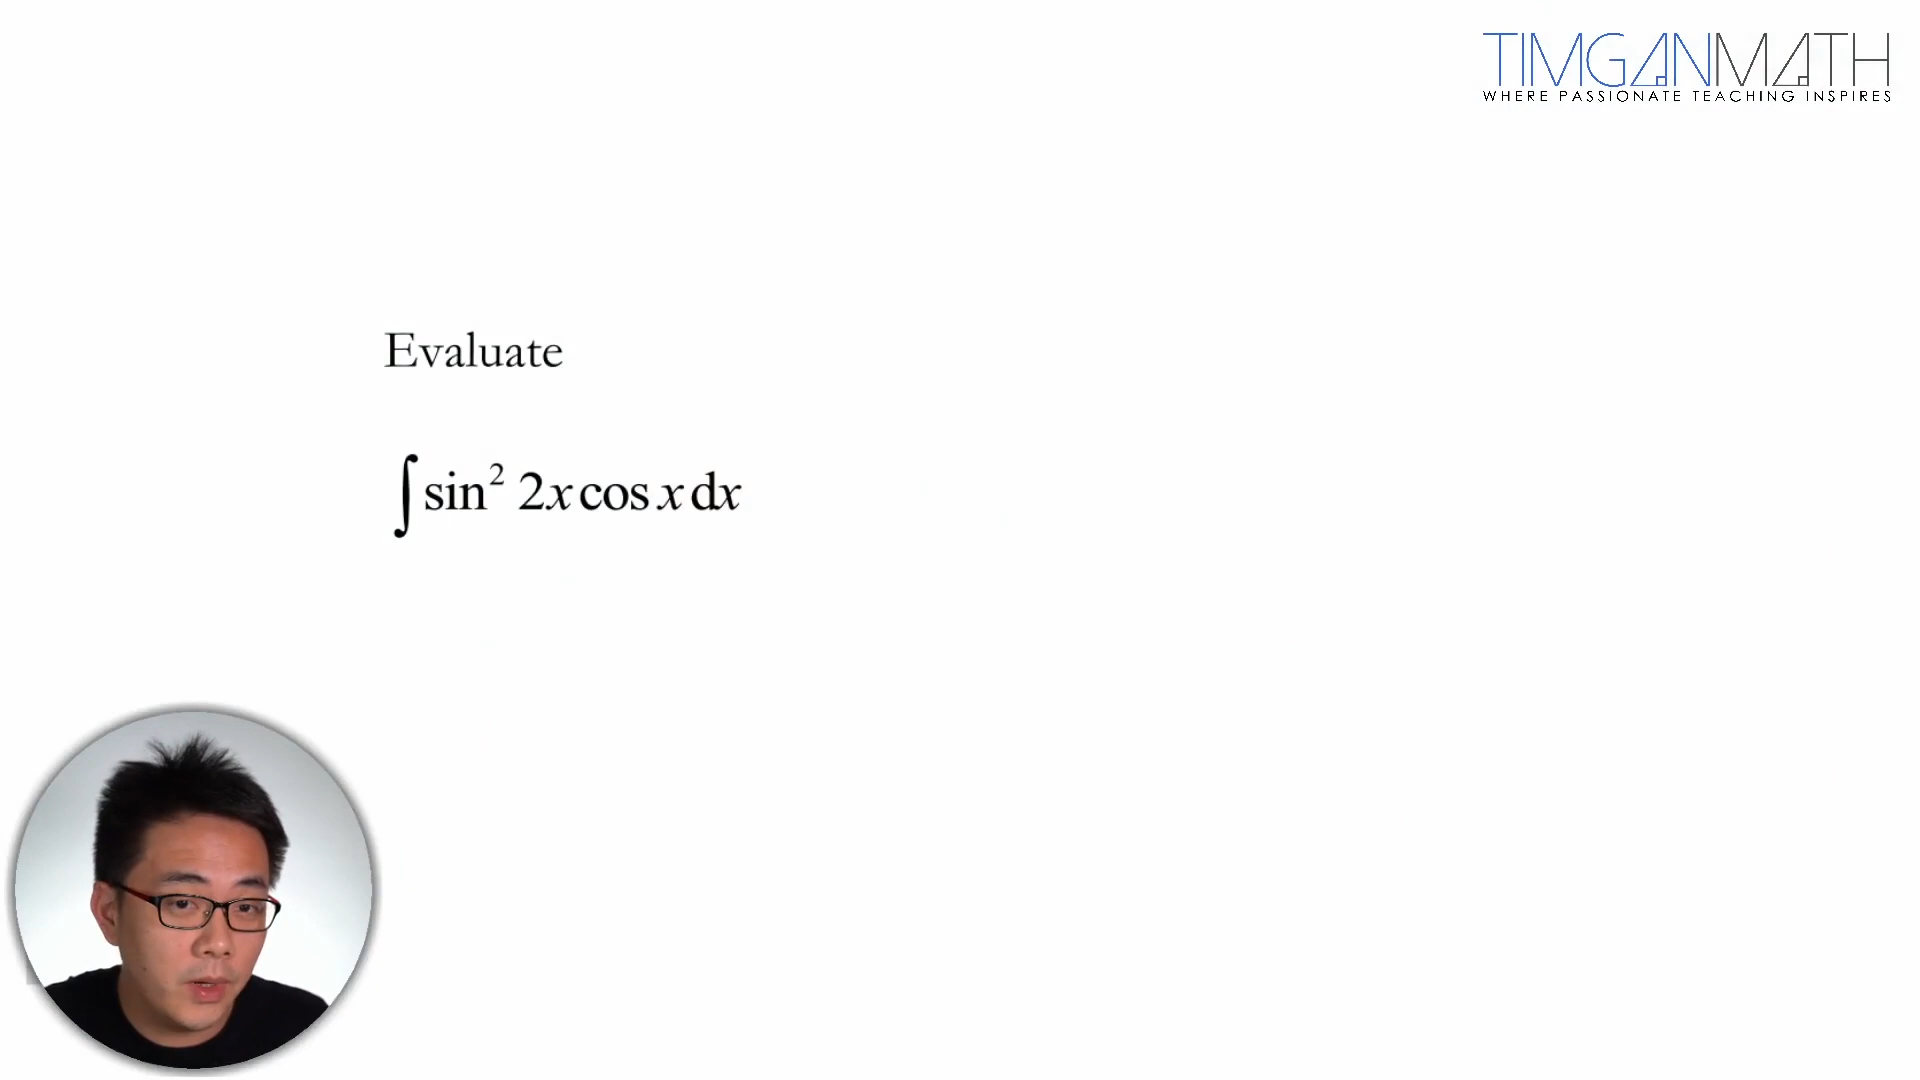 TIMGANMATH
WHERE PASSIONATE TEACHING INSPIRES
Evaluate
∫ sin² 2x cos x dx